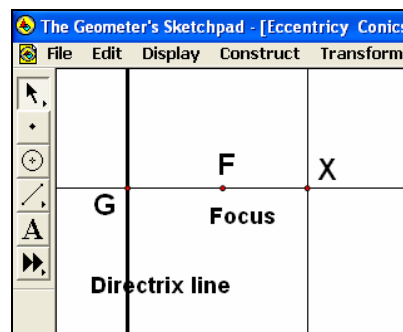 The Geometer's Sketchpad - [Eccentricy Conics
File Edit Display Construct Transform
F
X
G
Focus
A
Directrix line